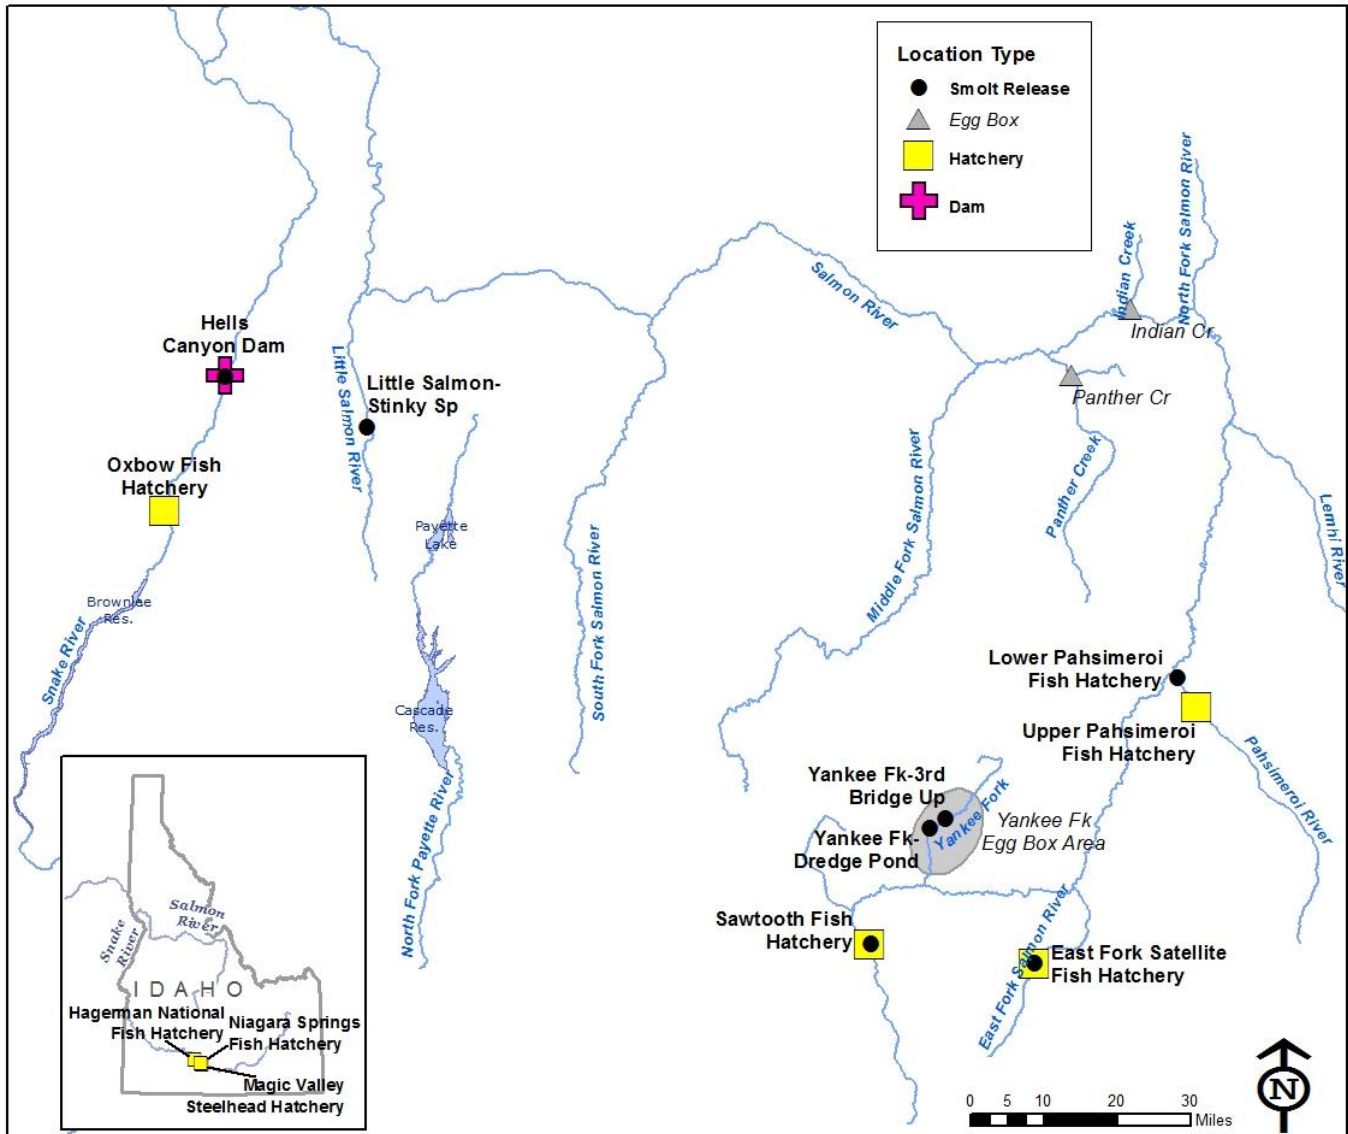 Location Type
Smolt Release
Egg Box
Hatchery
Dam
North Fork Salmon River
Indian Creek
Salmon River
Indian Cr
Hells
Canyon Dam
Little Salmon River
Little Salmon-
Stinky Sp
Panther Cr
Panther Creek
Middle Fork Salmon River
Lemhi River
Oxbow Fish
Hatchery
Payette
Lake
South Fork Salmon River
Brownlee
Res.
Snake River
Cascade
Res.
North Fork Payette River
Lower Pahsimeroi
Fish Hatchery
Upper Pahsimeroi
Fish Hatchery
Pahsimeroi River
Yankee Fk-3rd
Bridge Up
Yankee Fork
Yankee Fk
Egg Box Area
Yankee Fk-
Dredge Pond
Sawtooth Fish
Hatchery
East Fork Salmon River
East Fork Satellite
Fish Hatchery
Salmon
River
Snake
River
IDAHO
Hagerman National
Fish Hatchery
Niagara Springs
Fish Hatchery
Magic Valley
Steelhead Hatchery
0 5 10 20 30
Miles
N